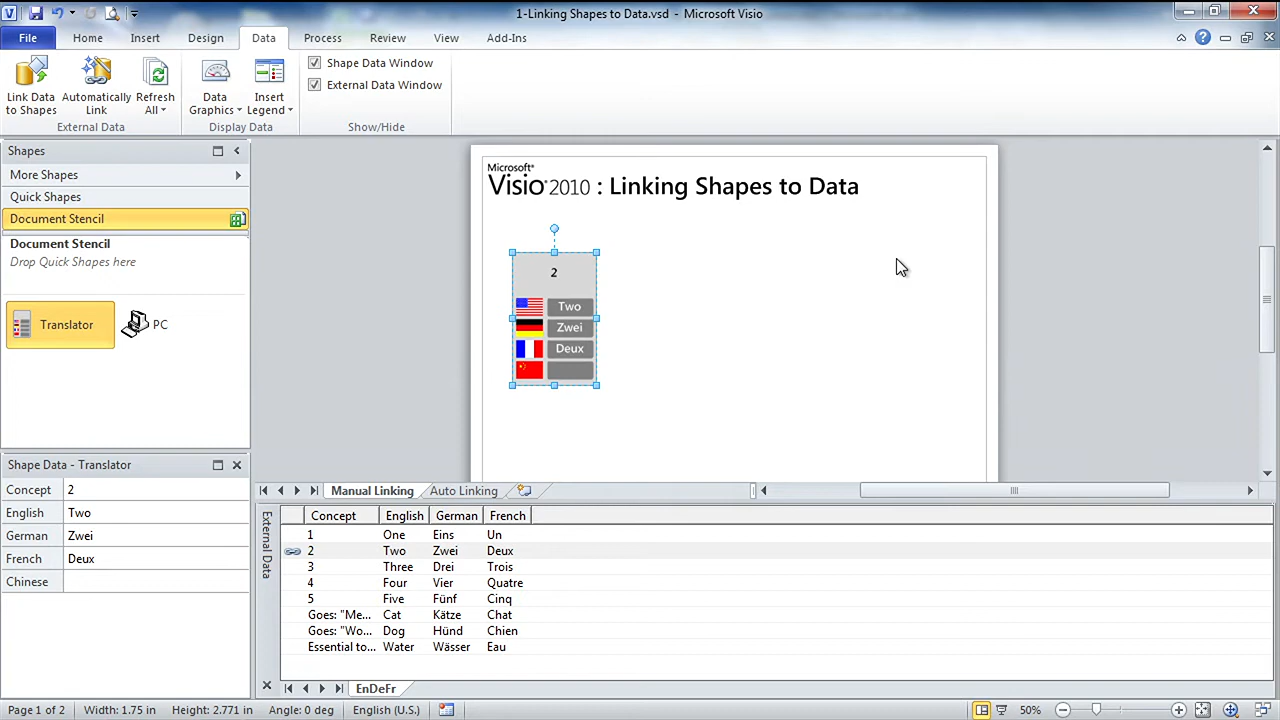 1-Linking Shapes to Data.vsd - Microsoft Visio
File Home Insert Design Data Process Review View Add-Ins
Link Data to Shapes
Automatically Link
Refresh All
External Data
Data Graphics
Insert Legend
Display Data
Shape Data Window
External Data Window
Show/Hide
Shapes
More Shapes
Quick Shapes
Document Stencil
Document Stencil
Drop Quick Shapes here
Translator
PC
Microsoft®
Visio® 2010 : Linking Shapes to Data
2
Two
Zwei
Deux
Shape Data - Translator
Concept 2
English Two
German Zwei
French Deux
Chinese
Manual Linking Auto Linking
External Data
Concept English German French
1 One Eins Un
2 Two Zwei Deux
3 Three Drei Trois
4 Four Vier Quatre
5 Five Fünf Cinq
Goes: "Me... Cat Kätze Chat
Goes: "Wo... Dog Hünd Chien
Essential to... Water Wässer Eau
EnDeFr
Page 1 of 2 Width: 1.75 in Height: 2.771 in Angle: 0 deg English (U.S.) 50%